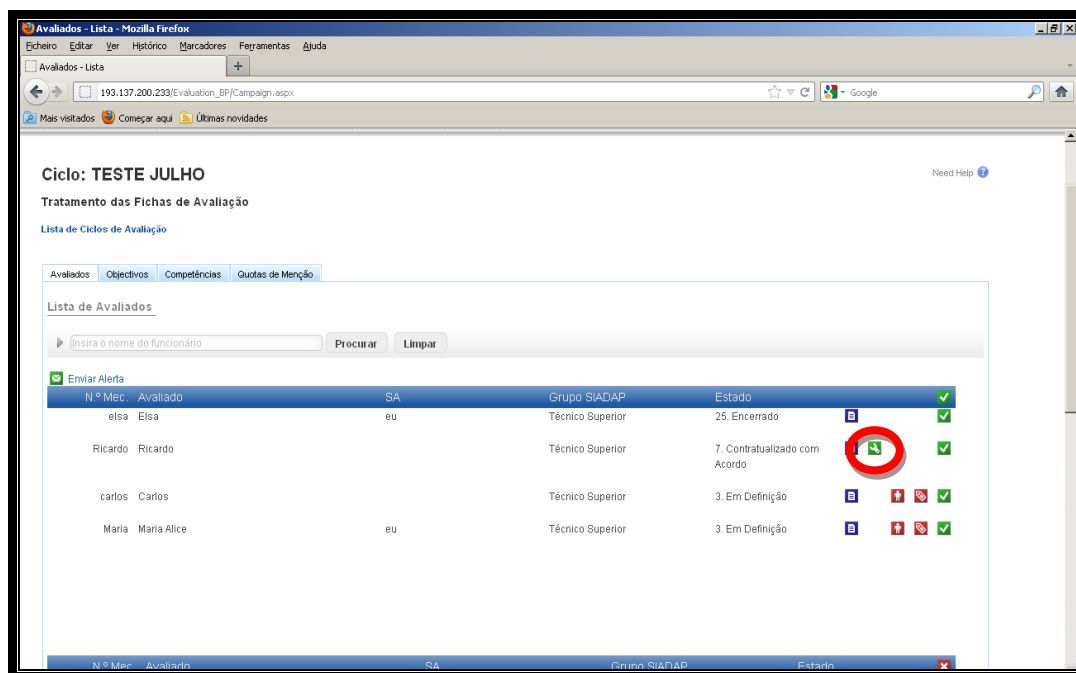 Avaliados - Lista - Mozilla Firefox
Ficheiro Editar Ver Histórico Marcadores Ferramentas Ajuda
Avaliados - Lista +
193.137.200.233/Evaluation_BP/Campaign.aspx Google
Mais visitados Começar aqui Últimas novidades
Ciclo: TESTE JULHO Need Help ?
Tratamento das Fichas de Avaliação
Lista de Ciclos de Avaliação
Avaliados Objectivos Competências Quotas de Menção
Lista de Avaliados
Insira o nome do funcionário Procurar Limpar
Enviar Alerta
N.º Mec. Avaliado SA Grupo SIADAP Estado
elsa Elsa eu Técnico Superior 25. Encerrado
Ricardo Ricardo Técnico Superior 7. Contratualizado com
Acordo
carlos Carlos Técnico Superior 3. Em Definição
Maria Maria Alice eu Técnico Superior 3. Em Definição
N.º Mec. Avaliado SA Grupo SIADAP Estado